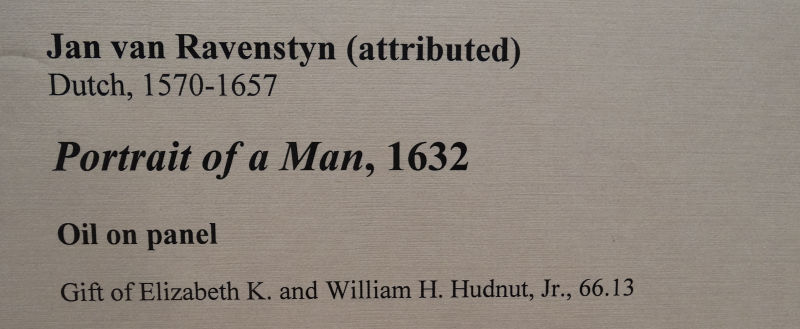 Jan van Ravenstyn (attributed)
Dutch, 1570-1657
Portrait of a Man, 1632
Oil on panel
Gift of Elizabeth K. and William H. Hudnut, Jr., 66.13